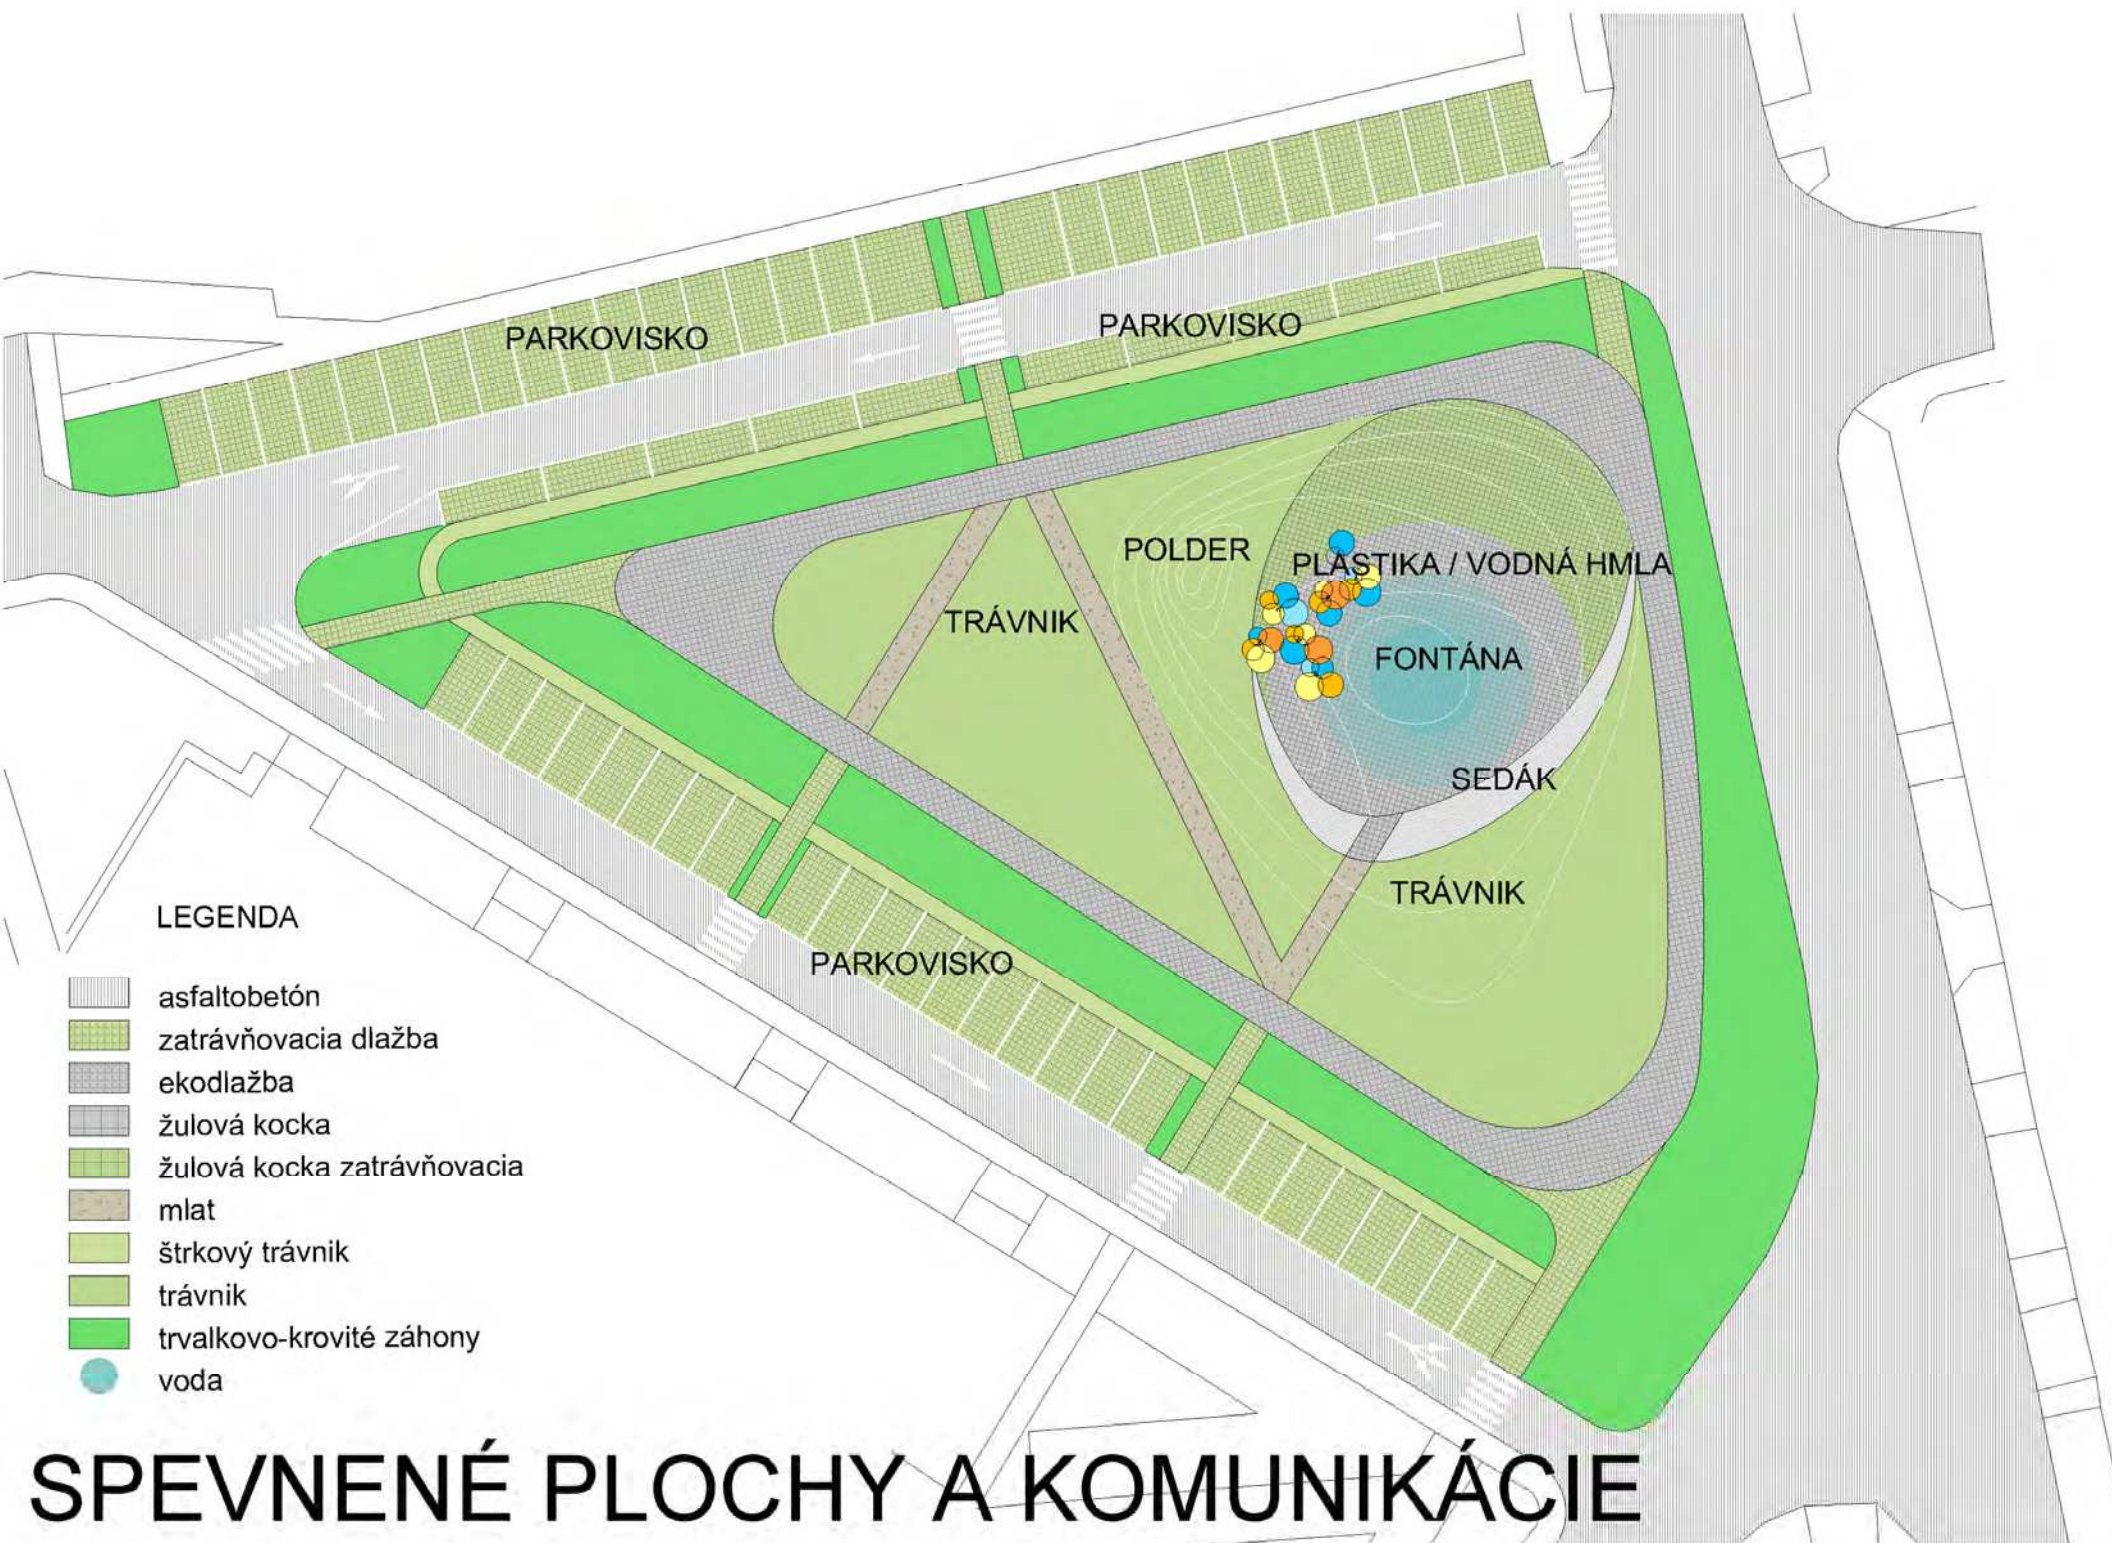 PARKOVISKO
PARKOVISKO
POLDER
PLASTIKA / VODNÁ HMLA
TRÁVNIK
FONTÁNA
SEDÁK
TRÁVNIK
PARKOVISKO
LEGENDA
asfaltobetón
zatrávňovacia dlažba
ekodlažba
žulová kocka
žulová kocka zatrávňovacia
mlat
štrkový trávnik
trávnik
trvalkovo-krovité záhony
voda
SPEVNENÉ PLOCHY A KOMUNIKÁCIE